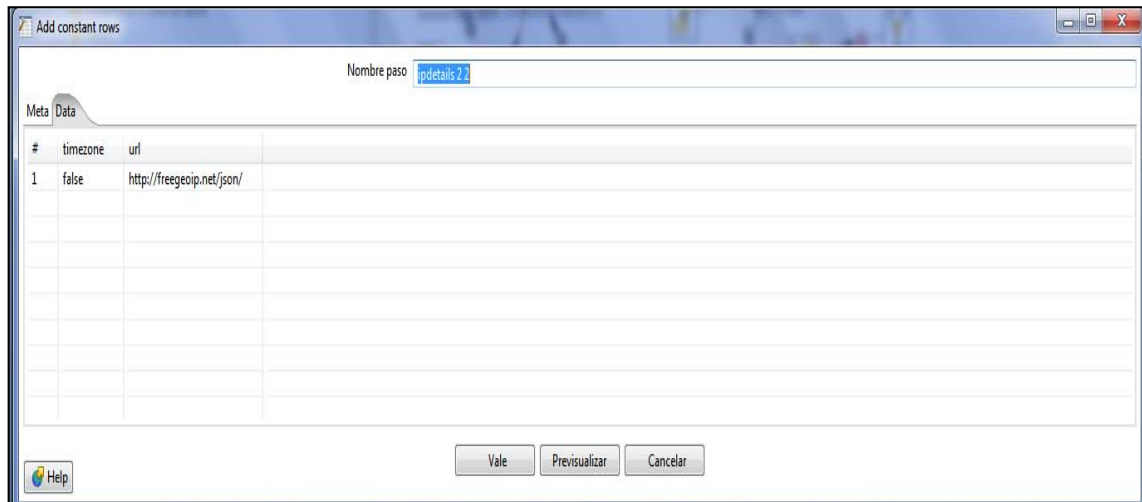 Add constant rows
Nombre paso ipdetails 2 2
Meta Data
# timezone url
1 false http://freegeoip.net/json/
Vale Previsualizar Cancelar
Help